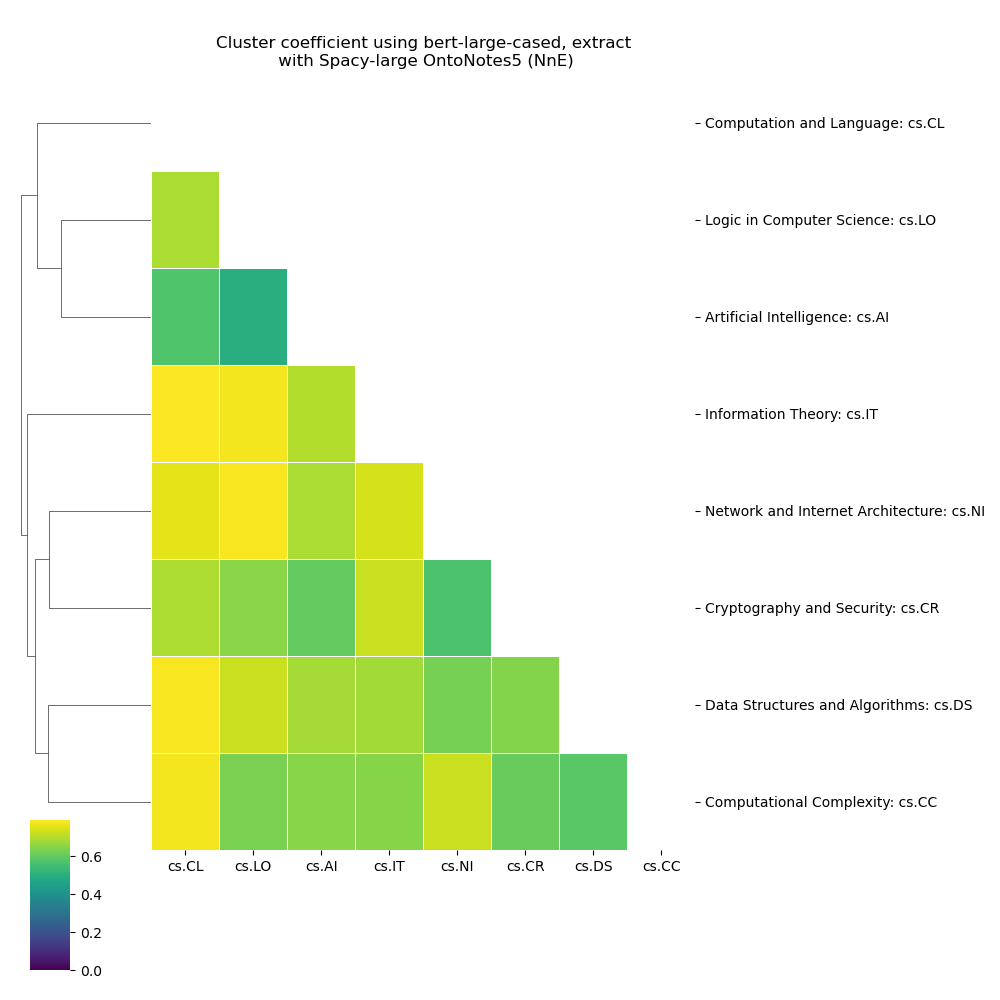 Cluster coefficient using bert-large-cased, extract
with Spacy-large OntoNotes5 (NnE)
Computation and Language: cs.CL
Logic in Computer Science: cs.LO
Artificial Intelligence: cs.AI
Information Theory: cs.IT
Network and Internet Architecture: cs.NI
Cryptography and Security: cs.CR
Data Structures and Algorithms: cs.DS
Computational Complexity: cs.CC
cs.CL cs.LO cs.AI cs.IT cs.NI cs.CR cs.DS cs.CC
0.6
0.4
0.2
0.0